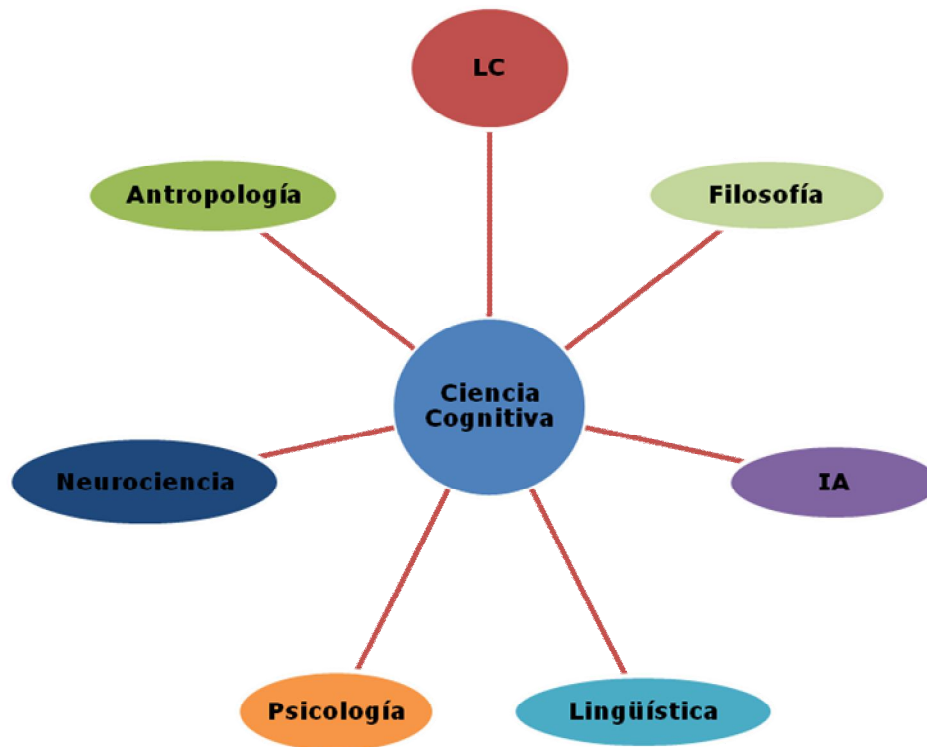 LC
Antropología
Filosofía
Ciencia
Cognitiva
Neurociencia
IA
Psicología
Lingüística